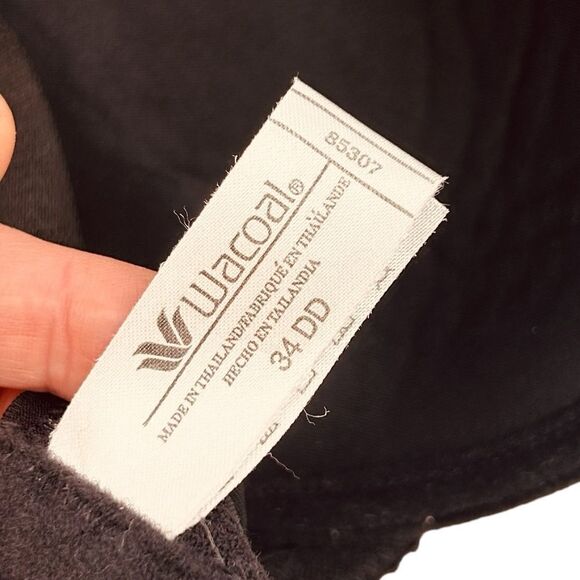 85307
wacoal®
MADE IN THAILAND/FABRIQUÉ EN THAÏLANDE
HECHO EN TAILANDIA
34 DD